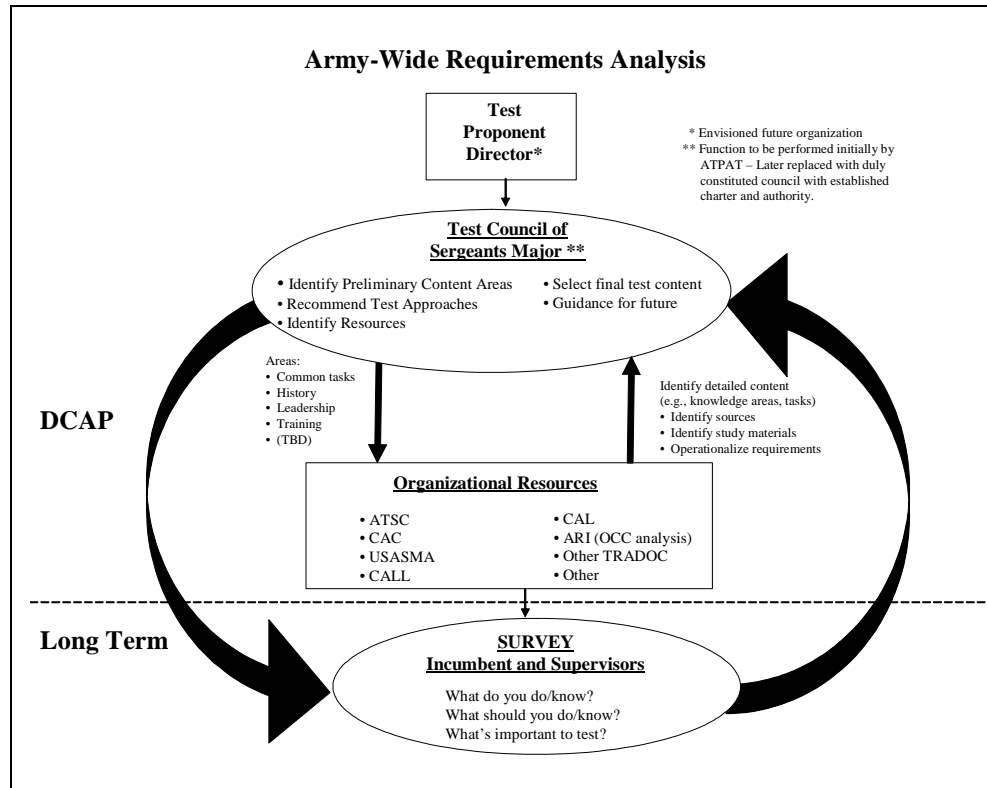 Army-Wide Requirements Analysis
Test
Proponent
Director*
* Envisioned future organization
** Function to be performed initially by
ATPAT – Later replaced with duly
constituted council with established
charter and authority.
Test Council of
Sergeants Major **
• Identify Preliminary Content Areas
• Recommend Test Approaches
• Identify Resources
• Select final test content
• Guidance for future
Areas:
• Common tasks
• History
• Leadership
• Training
• (TBD)
Identify detailed content
(e.g., knowledge areas, tasks)
• Identify sources
• Identify study materials
• Operationalize requirements
DCAP
Organizational Resources
• ATSC
• CAC
• USASMA
• CALL
• CAL
• ARI (OCC analysis)
• Other TRADOC
• Other
Long Term
SURVEY
Incumbent and Supervisors
What do you do/know?
What should you do/know?
What's important to test?